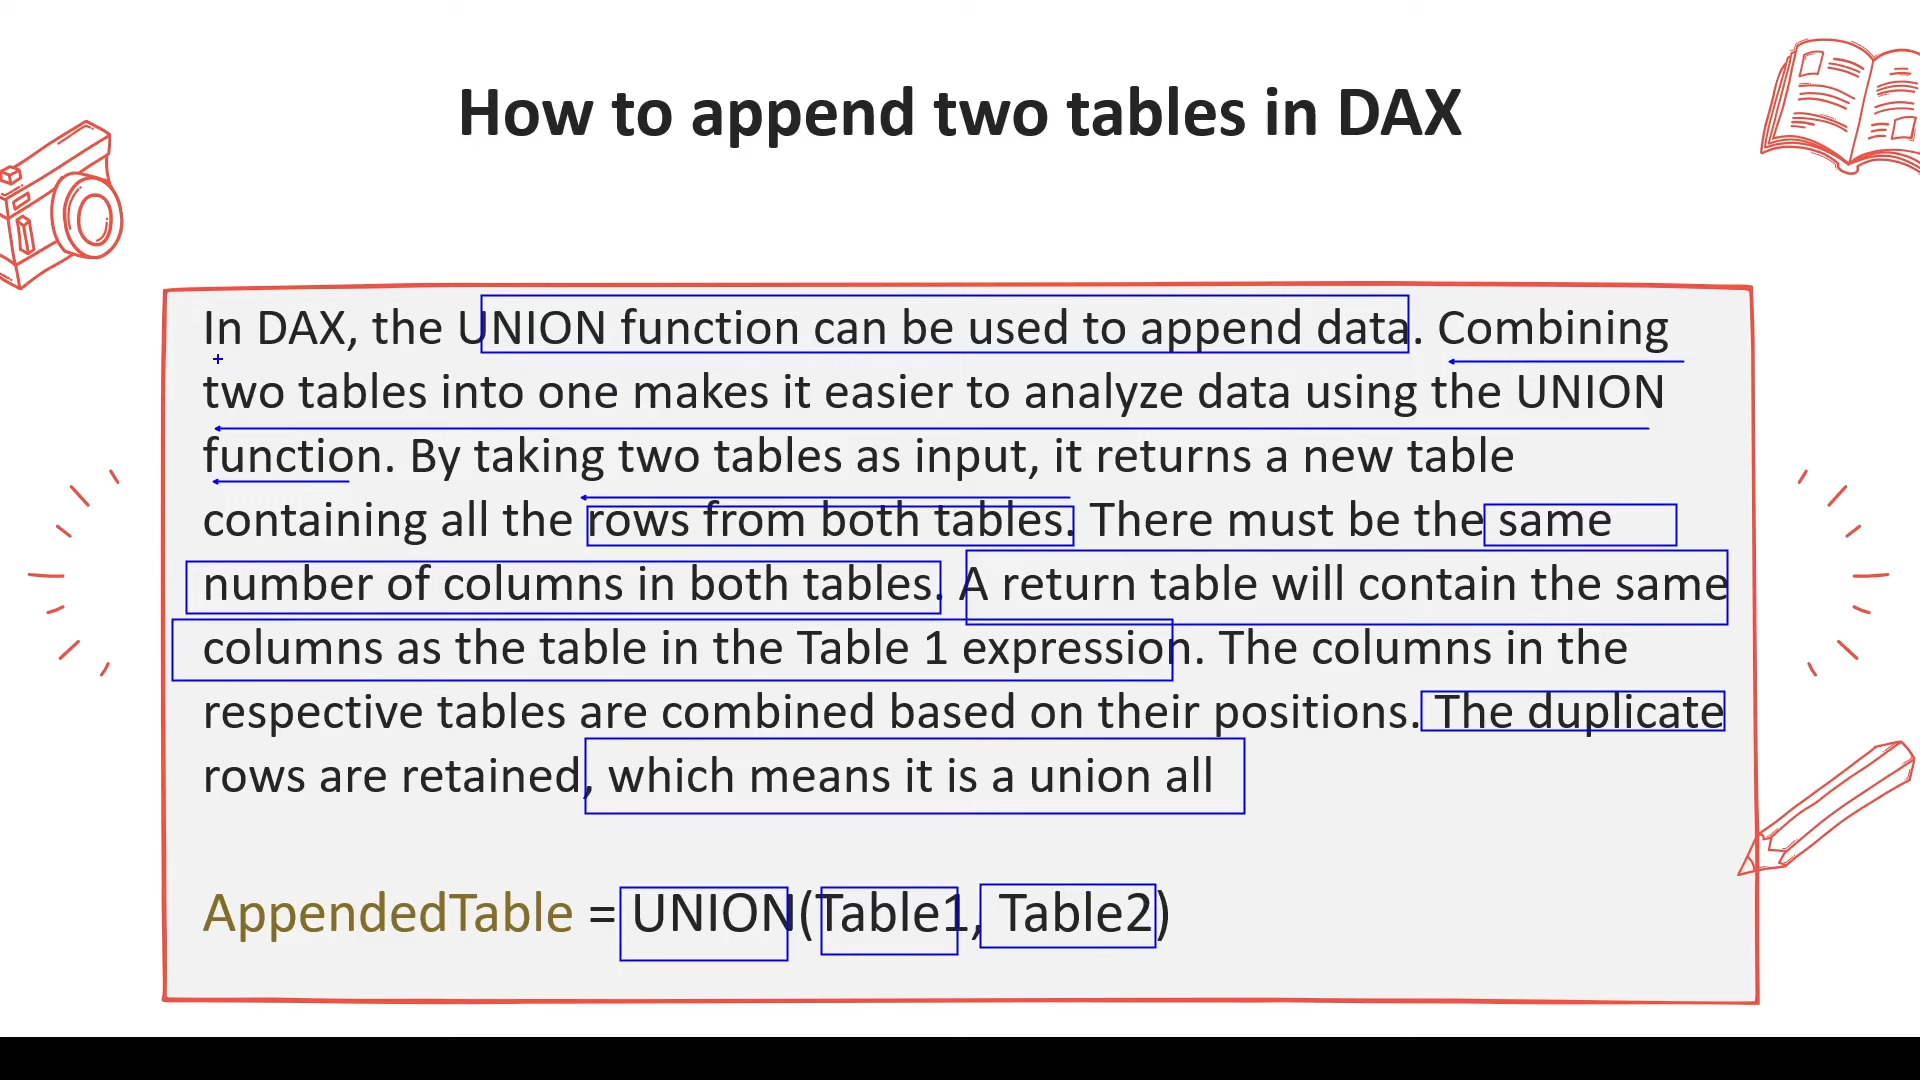 How to append two tables in DAX
In DAX, the UNION function can be used to append data. Combining
two tables into one makes it easier to analyze data using the UNION
function. By taking two tables as input, it returns a new table
containing all the rows from both tables. There must be the same
number of columns in both tables. A return table will contain the same
columns as the table in the Table 1 expression. The columns in the
respective tables are combined based on their positions. The duplicate
rows are retained, which means it is a union all
AppendedTable = UNION(Table1, Table2)